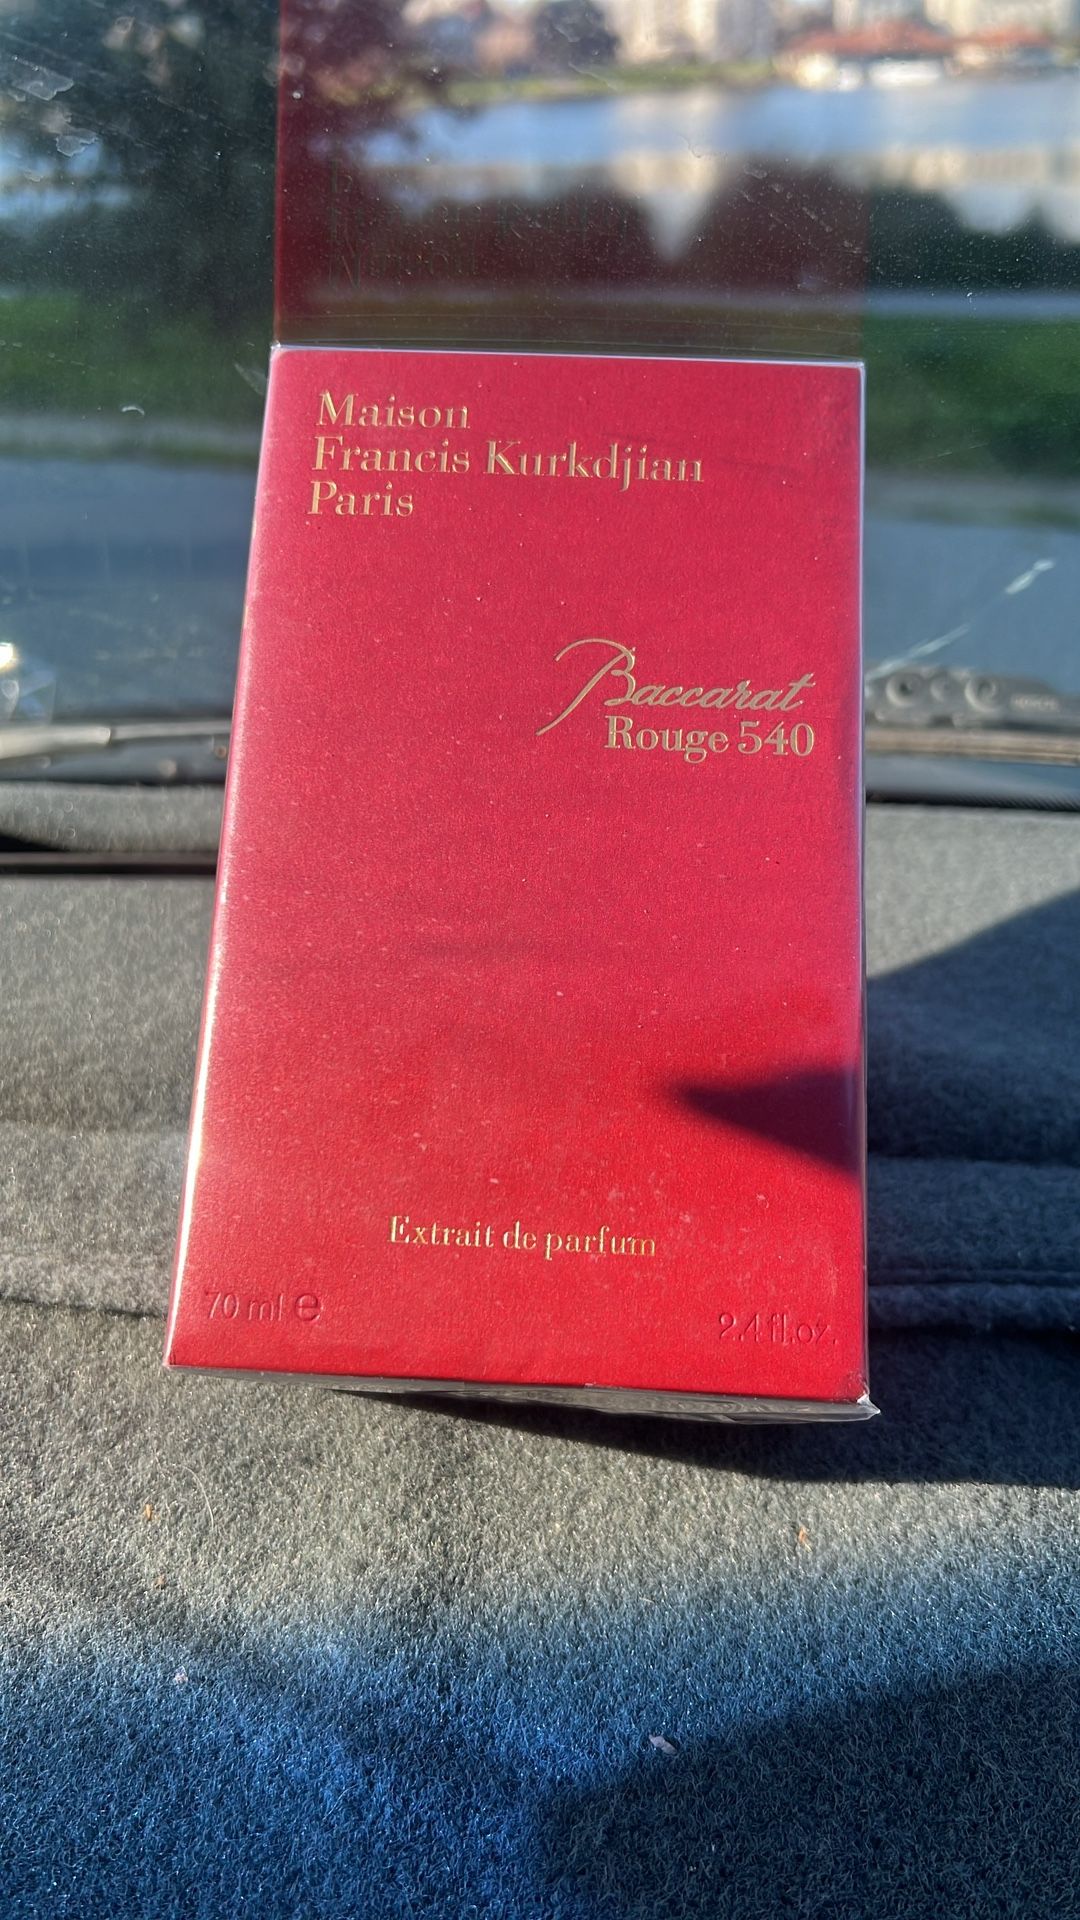 Maison
Francis Kurkdjian
Paris
Baccarat
Rouge 540
Extrait de parfum
70 ml ℮
2.4 fl.oz.